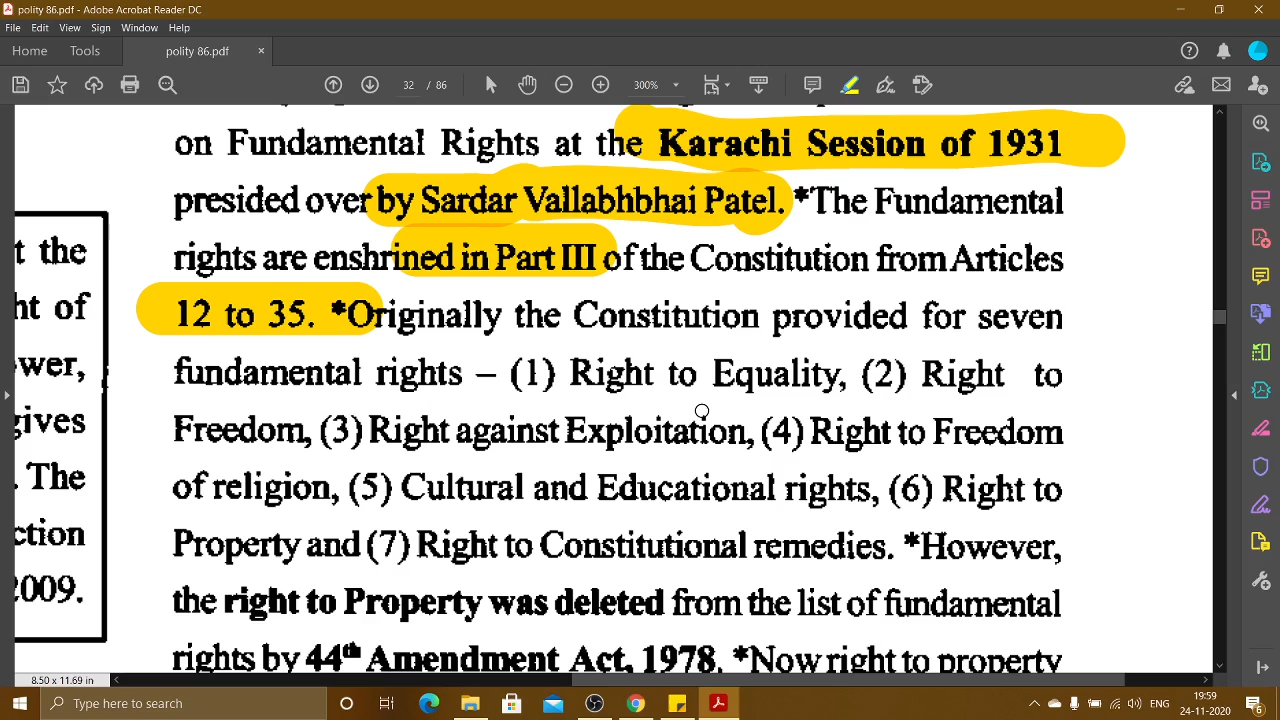 polity 86.pdf - Adobe Acrobat Reader DC
File Edit View Sign Window Help
Home Tools polity 86.pdf ×
32 / 86 300%
on Fundamental Rights at the Karachi Session of 1931
presided over by Sardar Vallabhbhai Patel. *The Fundamental
rights are enshrined in Part III of the Constitution from Articles
12 to 35. *Originally the Constitution provided for seven
fundamental rights – (1) Right to Equality, (2) Right to
Freedom, (3) Right against Exploitation, (4) Right to Freedom
of religion, (5) Cultural and Educational rights, (6) Right to
Property and (7) Right to Constitutional remedies. *However,
the right to Property was deleted from the list of fundamental
rights by 44th Amendment Act, 1978. *Now right to property
t the
ht of
wer,
gives
. The
ction
2009.
8.50 x 11.69 in
Type here to search
19:59
24-11-2020
6